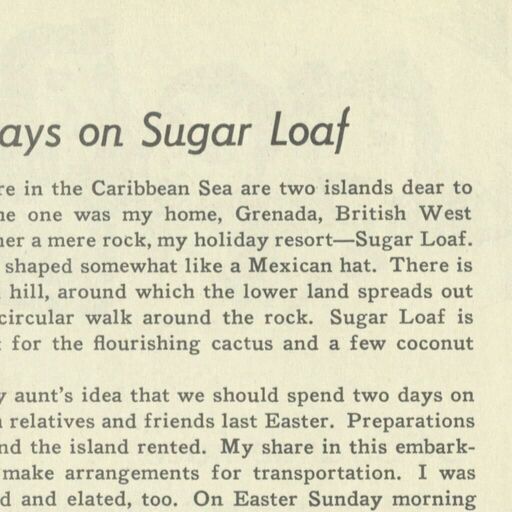 ays on Sugar Loaf
re in the Caribbean Sea are two islands dear to
ne one was my home, Grenada, British West
her a mere rock, my holiday resort—Sugar Loaf.
shaped somewhat like a Mexican hat. There is
hill, around which the lower land spreads out
circular walk around the rock. Sugar Loaf is
for the flourishing cactus and a few coconut
y aunt's idea that we should spend two days on
relatives and friends last Easter. Preparations
nd the island rented. My share in this embark-
make arrangements for transportation. I was
d and elated, too. On Easter Sunday morning